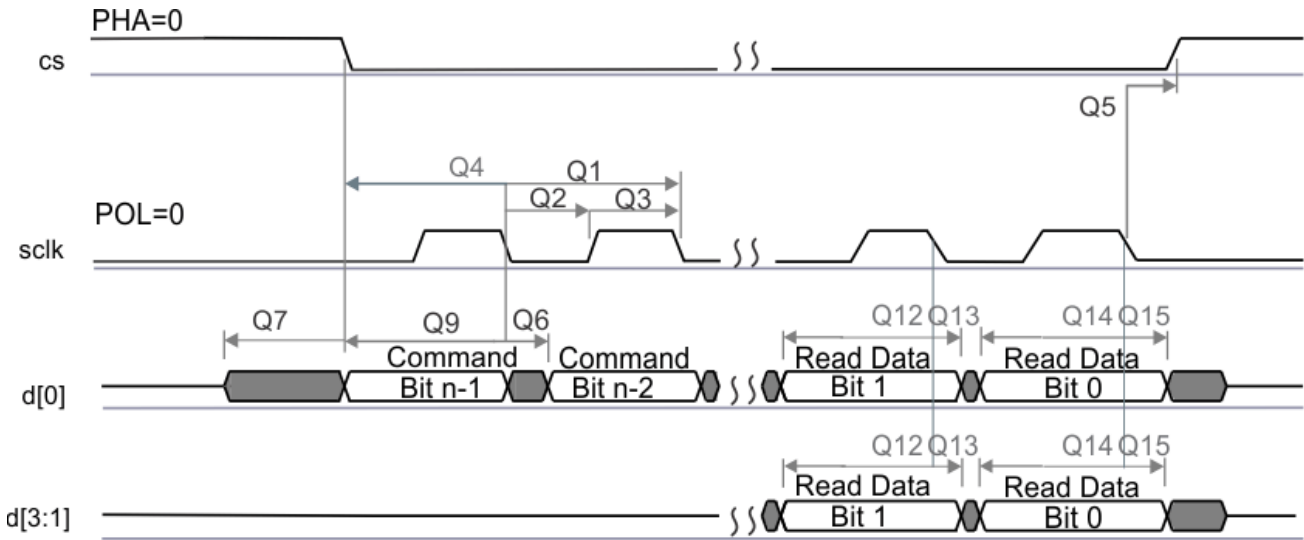 PHA=0
cs
Q5
Q4 Q1
Q2 Q3
POL=0
sclk
Q7 Q9 Q6 Q12 Q13 Q14 Q15
Command Command Read Data Read Data
d[0] Bit n-1 Bit n-2 Bit 1 Bit 0
Q12 Q13 Q14 Q15
Read Data Read Data
d[3:1] Bit 1 Bit 0